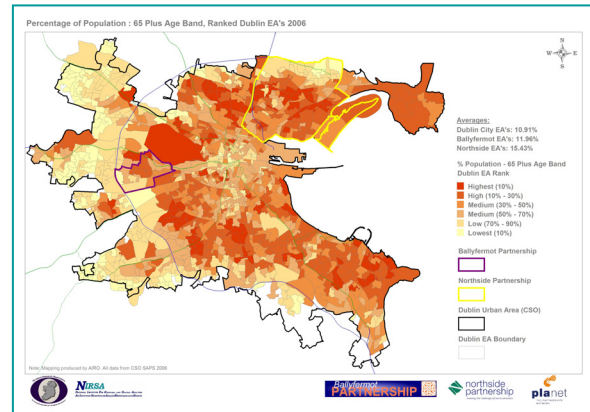 Percentage of Population : 65 Plus Age Band, Ranked Dublin EA's 2006
N
W
E
S
Averages:
Dublin City EA's: 10.91%
Ballyfermot EA's: 11.96%
Northside EA's: 15.43%
% Population - 65 Plus Age Band
Dublin EA Rank
Highest (10%)
High (10% - 30%)
Medium (30% - 50%)
Medium (50% - 70%)
Low (70% - 90%)
Lowest (10%)
Ballyfermot Partnership
Northside Partnership
Dublin Urban Area (CSO)
Dublin EA Boundary
Note: Mapping produced by AIRO. All data from CSO SAPS 2006
NIRSA
Ballyfermot
PARTNERSHIP
northside
partnership
planet